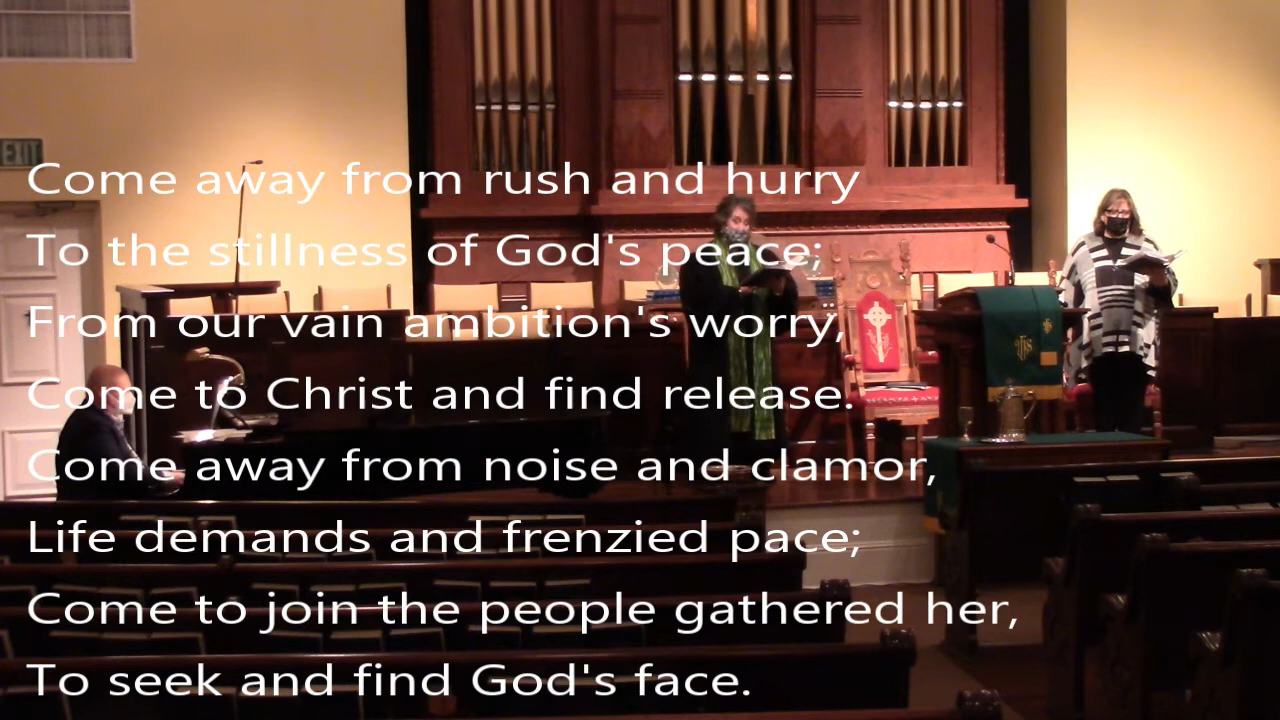 EXIT
Come away from rush and hurry
To the stillness of God's peace;
From our vain ambition's worry,
Come to Christ and find release.
Come away from noise and clamor,
Life demands and frenzied pace;
Come to join the people gathered her,
To seek and find God's face.
IHS